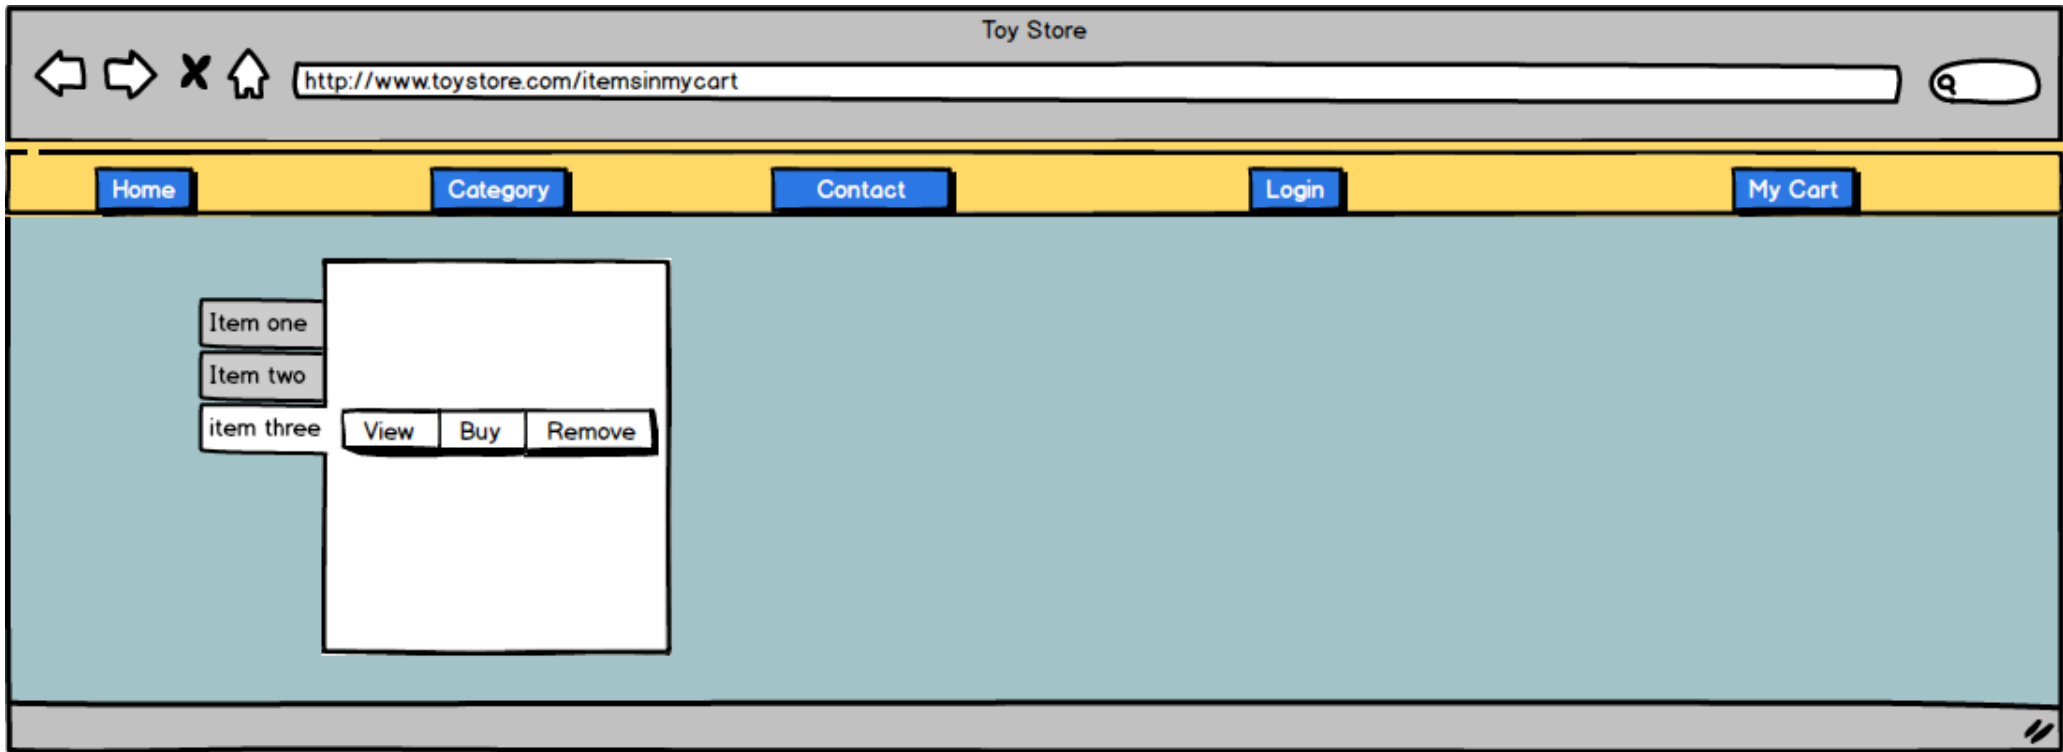 Toy Store
http://www.toystore.com/itemsinmycart
Home Category Contact Login My Cart
Item one
Item two
item three View Buy Remove